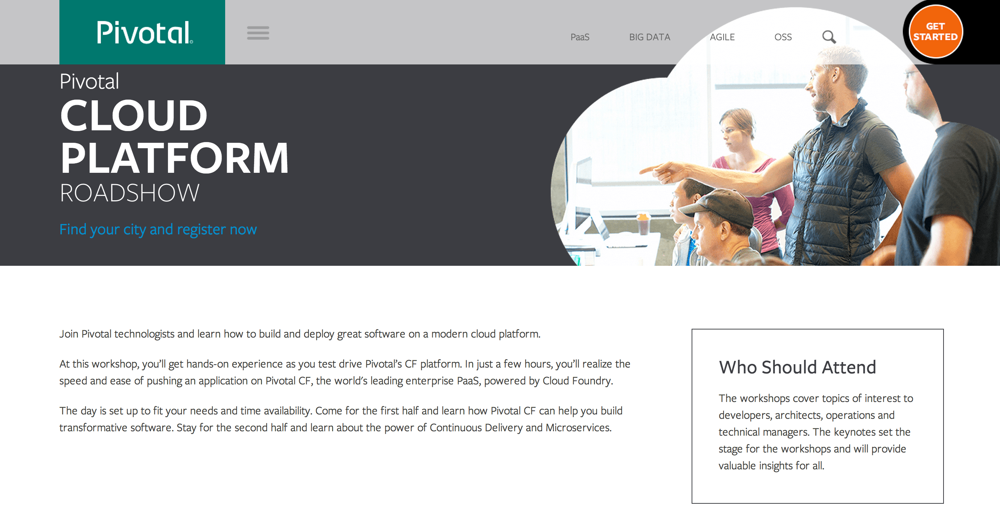 Pivotal®
PaaS BIG DATA AGILE OSS
GET
STARTED
Pivotal
CLOUD
PLATFORM
ROADSHOW
Find your city and register now
Join Pivotal technologists and learn how to build and deploy great software on a modern cloud platform.
At this workshop, you’ll get hands-on experience as you test drive Pivotal’s CF platform. In just a few hours, you’ll realize the
speed and ease of pushing an application on Pivotal CF, the world's leading enterprise PaaS, powered by Cloud Foundry.
The day is set up to fit your needs and time availability. Come for the first half and learn how Pivotal CF can help you build
transformative software. Stay for the second half and learn about the power of Continuous Delivery and Microservices.
Who Should Attend
The workshops cover topics of interest to
developers, architects, operations and
technical managers. The keynotes set the
stage for the workshops and will provide
valuable insights for all.